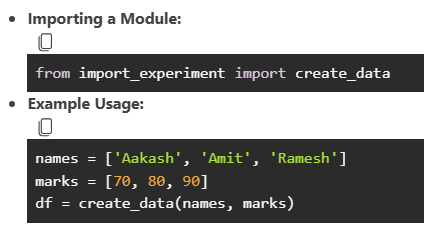 Importing a Module:
from import_experiment import create_data
Example Usage:
names = ['Aakash', 'Amit', 'Ramesh']
marks = [70, 80, 90]
df = create_data(names, marks)